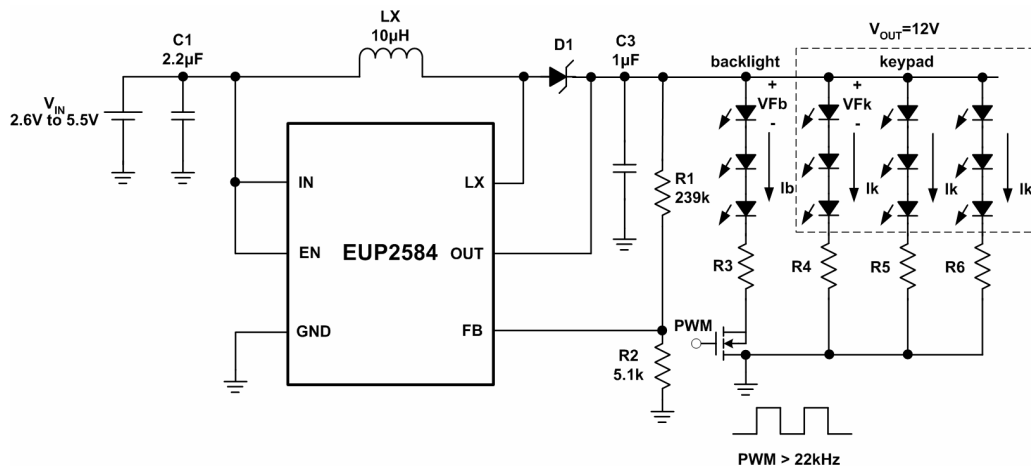 LX
10µH
C1
2.2µF
D1
C3
1µF
V_OUT=12V
backlight
keypad
V_IN
2.6V to 5.5V
+
VFb
-
+
VFk
-
IN
LX
R1
239k
Ib
Ik
Ik
Ik
EN
EUP2584
OUT
R3
R4
R5
R6
GND
FB
PWM
R2
5.1k
PWM > 22kHz